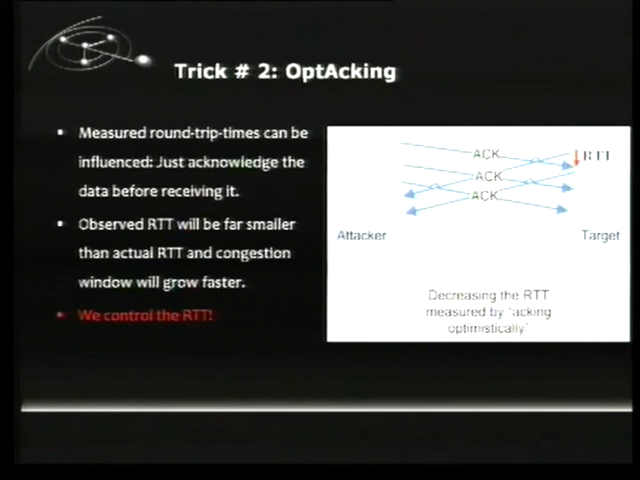 Trick # 2: OptAcking
▪ Measured round-trip-times can be
influenced: Just acknowledge the
data before receiving it.
▪ Observed RTT will be far smaller
than actual RTT and congestion
window will grow faster.
▪ We control the RTT!
ACK
RTT
ACK
ACK
Attacker
Target
Decreasing the RTT
measured by 'acking
optimistically'